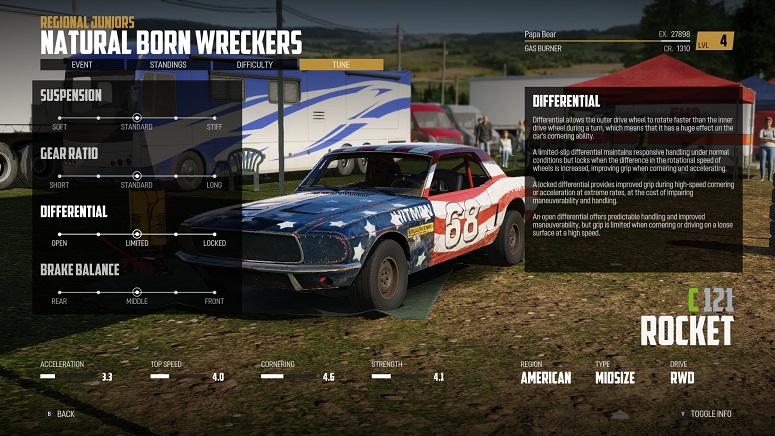 REGIONAL JUNIORS
NATURAL BORN WRECKERS
EVENT STANDINGS DIFFICULTY TUNE
Papa Bear EX. 27898
GAS BURNER CR. 1310
LVL 4
SUSPENSION
SOFT STANDARD STIFF
GEAR RATIO
SHORT STANDARD LONG
DIFFERENTIAL
OPEN LIMITED LOCKED
BRAKE BALANCE
REAR MIDDLE FRONT
DIFFERENTIAL
Differential allows the outer drive wheel to rotate faster than the inner
drive wheel during a turn, which means that it has a huge effect on the
car's cornering ability.
A limited-slip differential maintains responsive handling under normal
conditions but locks when the difference in the rotational speed of
wheels is increased, improving grip when cornering and accelerating.
A locked differential provides improved grip during high-speed cornering
or acceleration at extreme rates, at the cost of impairing
maneuverability and handling.
An open differential offers predictable handling and improved
maneuverability, but grip is limited when cornering or driving on a loose
surface at a high speed.
68
C 121
ROCKET
ACCELERATION 3.3
TOP SPEED 4.0
CORNERING 4.6
STRENGTH 4.1
REGION TYPE DRIVE
AMERICAN MIDSIZE RWD
B BACK
Y TOGGLE INFO